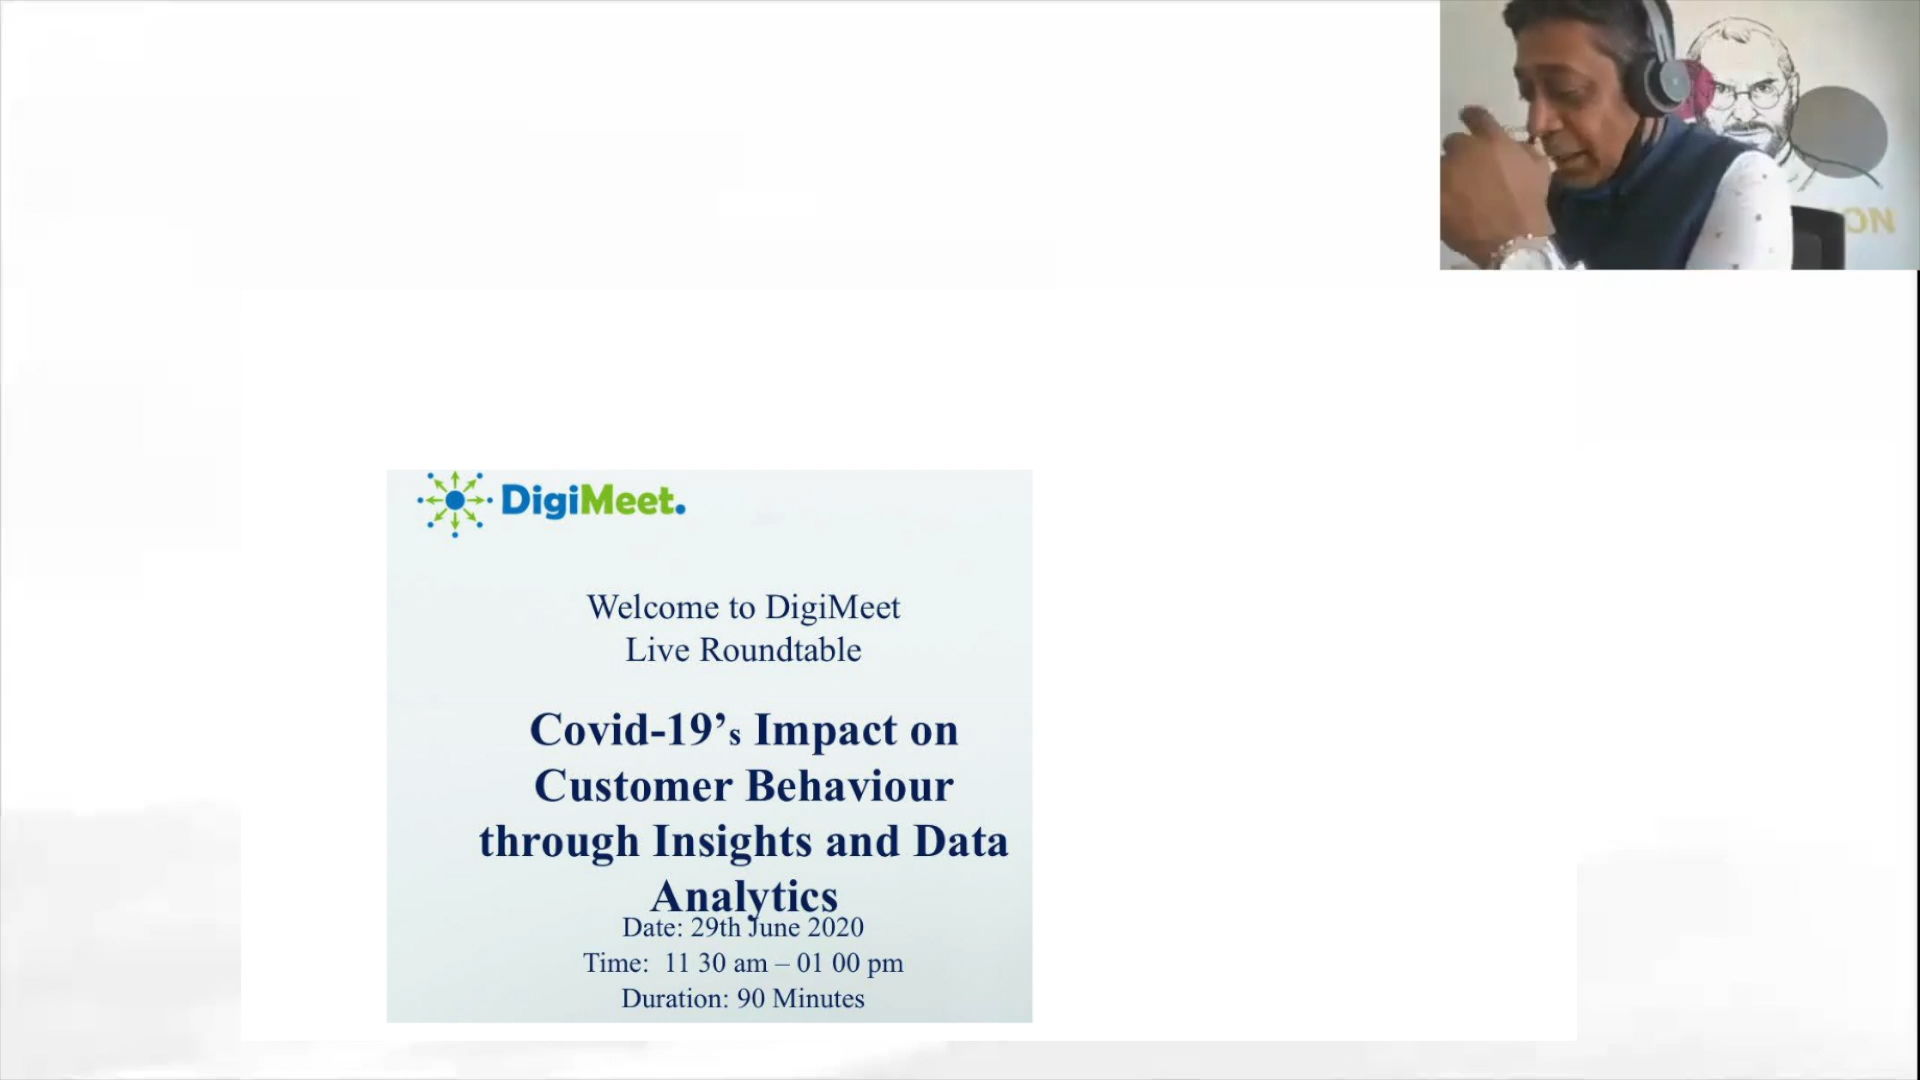 ON
DigiMeet.
Welcome to DigiMeet
Live Roundtable
Covid-19’s Impact on
Customer Behaviour
through Insights and Data
Analytics
Date: 29th June 2020
Time: 11 30 am – 01 00 pm
Duration: 90 Minutes